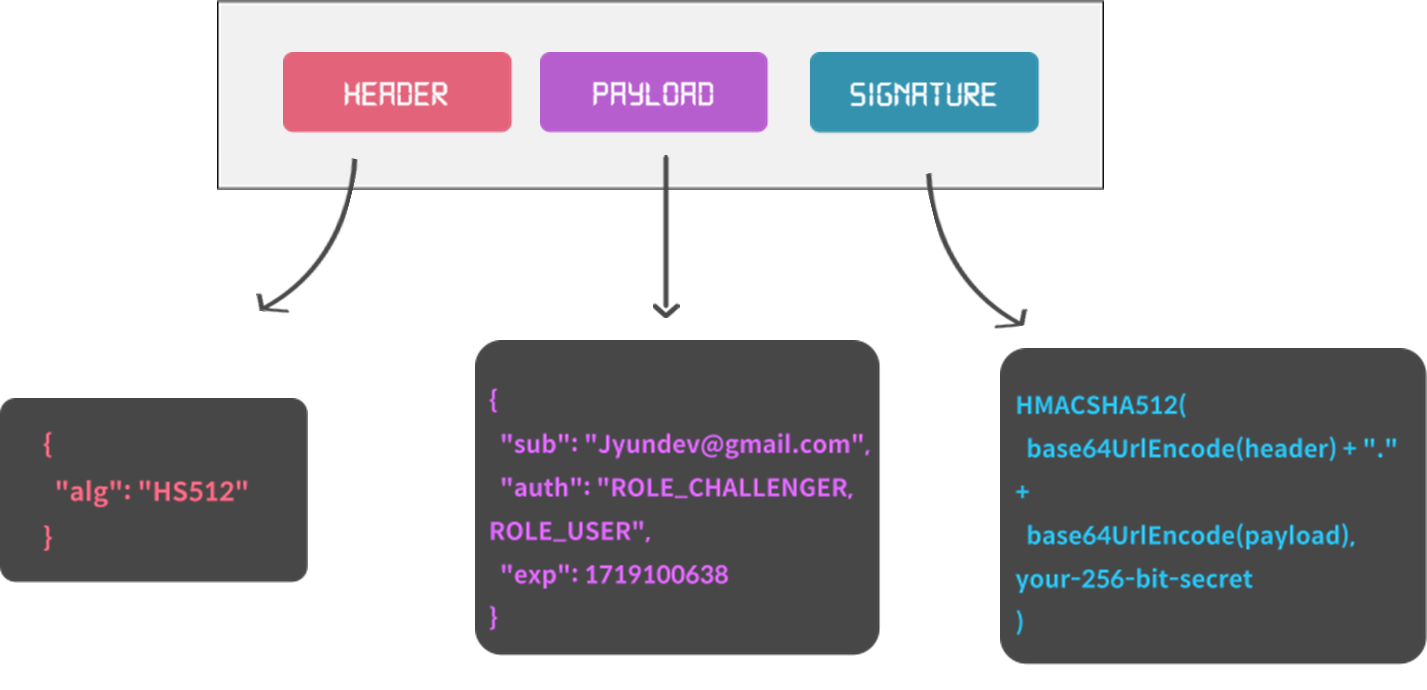 HEADER
PAYLOAD
SIGNATURE
{
"alg": "HS512"
}
{
"sub": "Jyundev@gmail.com",
"auth": "ROLE_CHALLENGER,
ROLE_USER",
"exp": 1719100638
}
HMACSHA512(
base64UrlEncode(header) + "."
+
base64UrlEncode(payload),
your-256-bit-secret
)